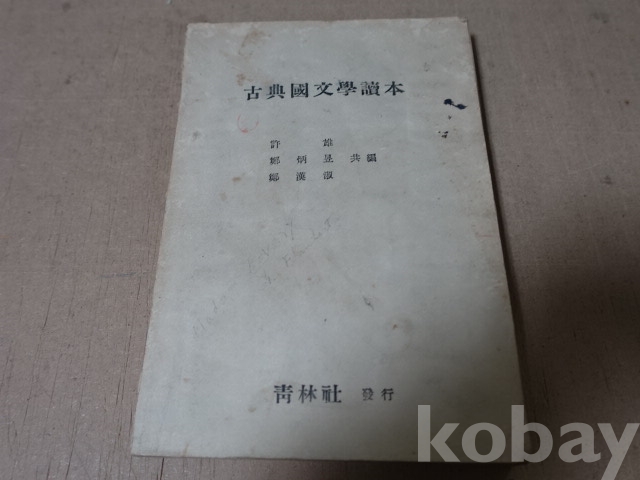 古典國文學讀本
許 雄
鄭 炳昱 共編
鄭 漢淑
靑林社 發行
kobay